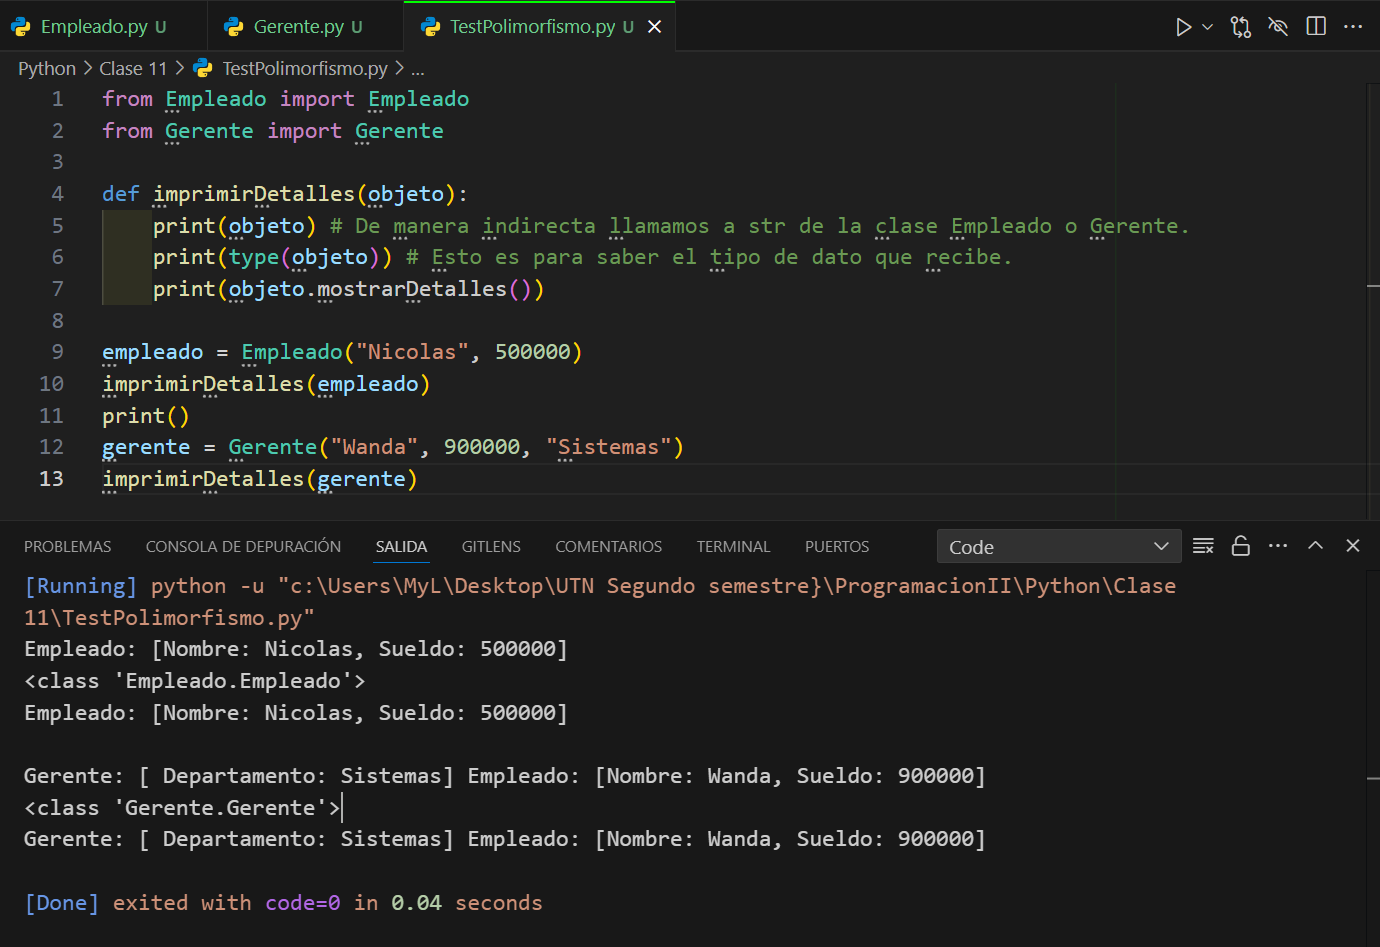 Empleado.py U Gerente.py U TestPolimorfismo.py U
Python > Clase 11 > TestPolimorfismo.py > ...
1 from Empleado import Empleado
2 from Gerente import Gerente
3
4 def imprimirDetalles(objeto):
5 print(objeto) # De manera indirecta llamamos a str de la clase Empleado o Gerente.
6 print(type(objeto)) # Esto es para saber el tipo de dato que recibe.
7 print(objeto.mostrarDetalles())
8
9 empleado = Empleado("Nicolas", 500000)
10 imprimirDetalles(empleado)
11 print()
12 gerente = Gerente("Wanda", 900000, "Sistemas")
13 imprimirDetalles(gerente)
PROBLEMAS CONSOLA DE DEPURACIÓN SALIDA GITLENS COMENTARIOS TERMINAL PUERTOS Code
[Running] python -u "c:\Users\MyL\Desktop\UTN Segundo semestre}\ProgramacionII\Python\Clase
11\TestPolimorfismo.py"
Empleado: [Nombre: Nicolas, Sueldo: 500000]
<class 'Empleado.Empleado'>
Empleado: [Nombre: Nicolas, Sueldo: 500000]
Gerente: [ Departamento: Sistemas] Empleado: [Nombre: Wanda, Sueldo: 900000]
<class 'Gerente.Gerente'>
Gerente: [ Departamento: Sistemas] Empleado: [Nombre: Wanda, Sueldo: 900000]
[Done] exited with code=0 in 0.04 seconds